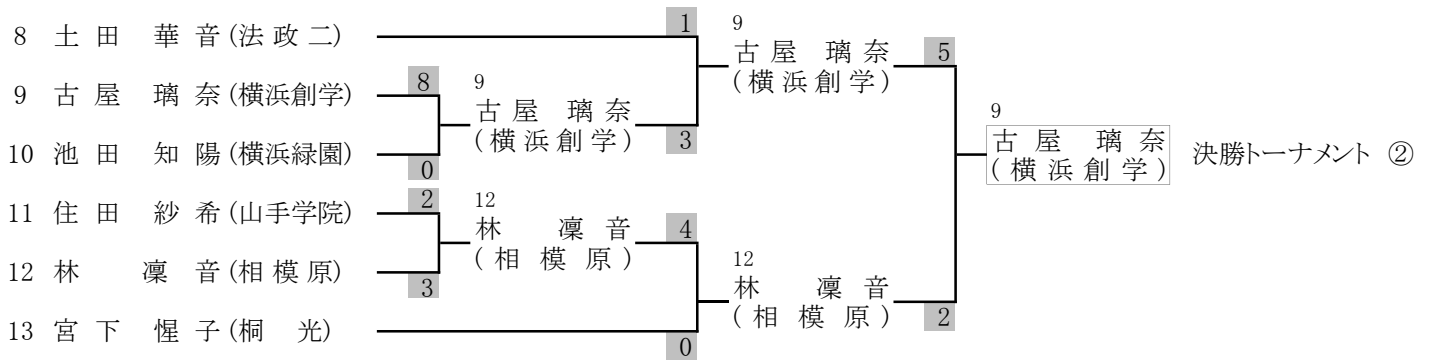 8 土田 華音(法政二)
1
9
古屋 璃奈
(横浜創学)
5
9 古屋 璃奈(横浜創学)
8
9
古屋 璃奈
(横浜創学)
3
10 池田 知陽(横浜緑園)
0
9
古屋 璃奈
(横浜創学)
決勝トーナメント ②
11 住田 紗希(山手学院)
2
12
林 凜音
(相模原)
4
12 林 凜音(相模原)
3
12
林 凜音
(相模原)
2
13 宮下 惺子(桐光)
0